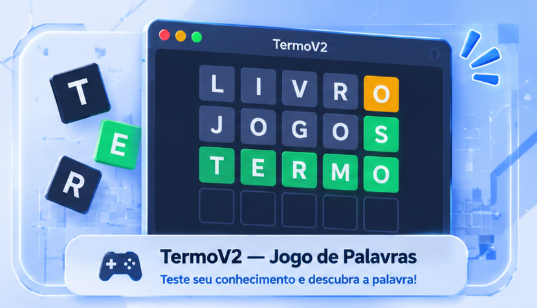 TermoV2
T
E
R
L I V R O
J O G O S
T E R M O
TermoV2 — Jogo de Palavras
Teste seu conhecimento e descubra a palavra!